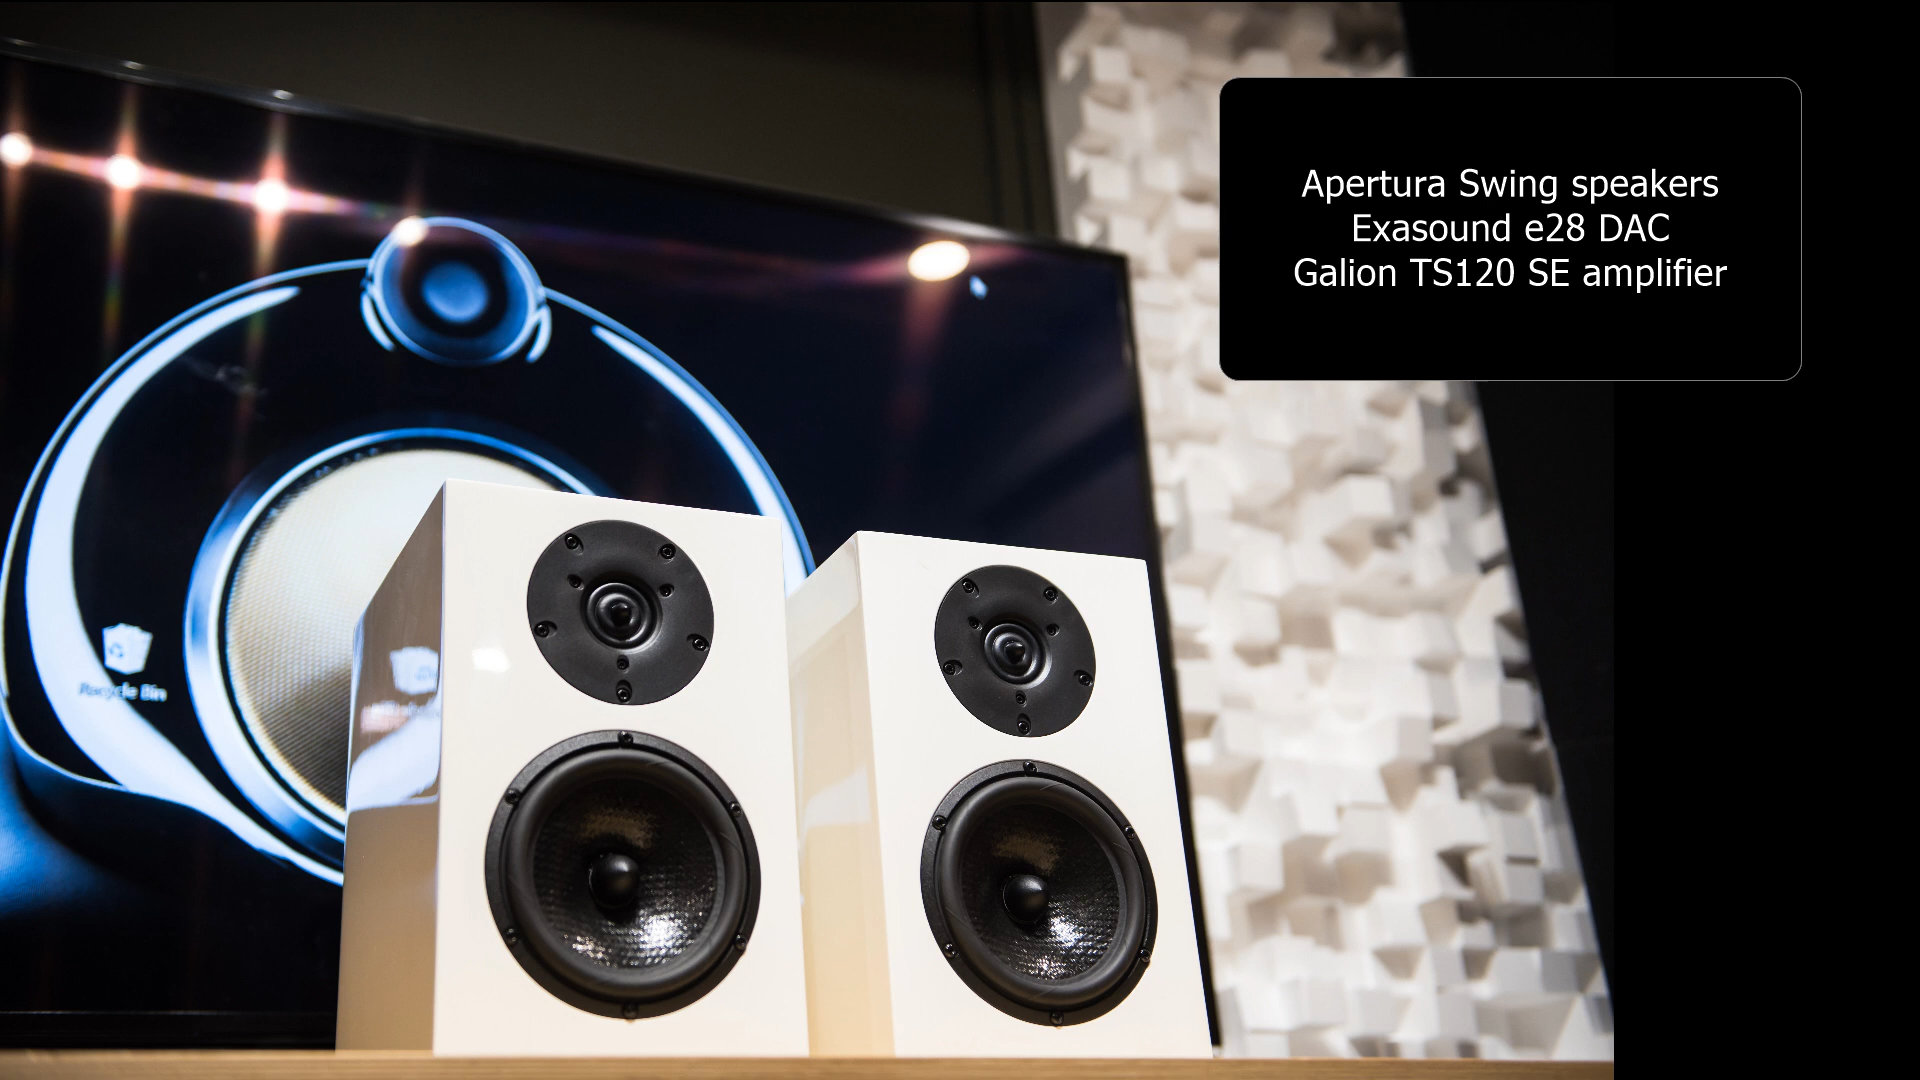 Apertura Swing speakers
Exasound e28 DAC
Galion TS120 SE amplifier
Recycle Bin